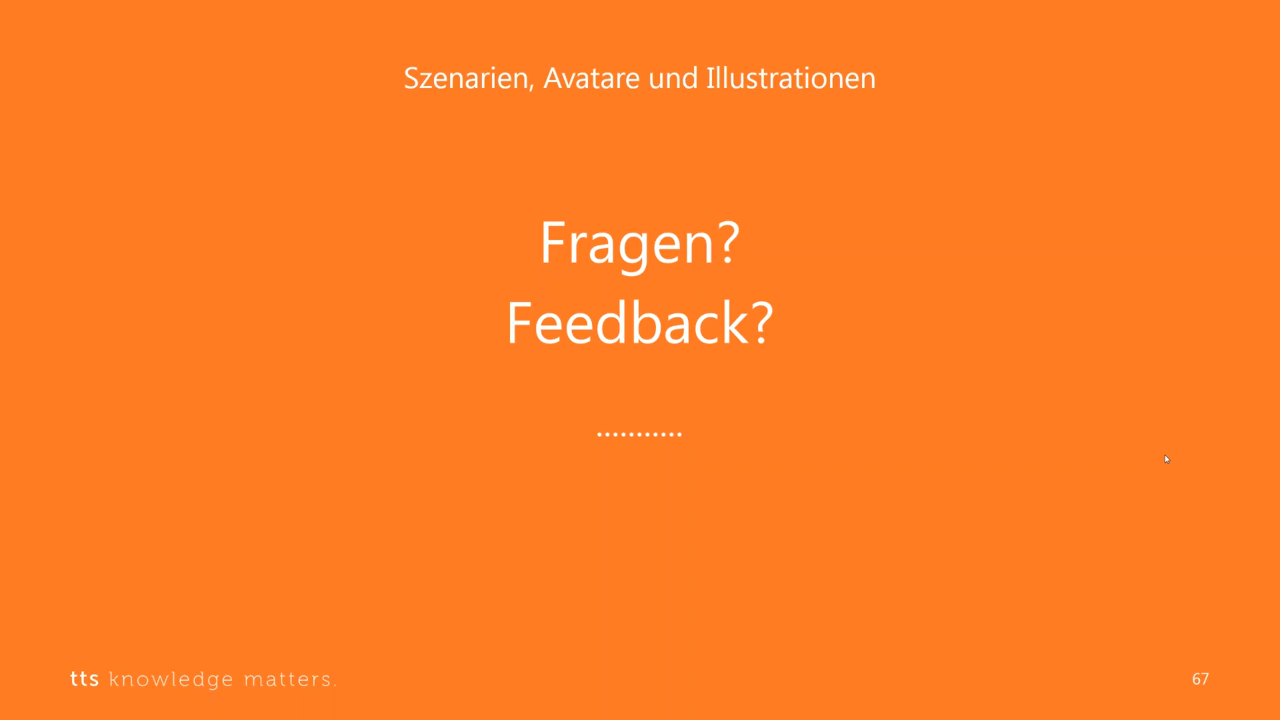 Szenarien, Avatare und Illustrationen
Fragen?
Feedback?
...........
tts knowledge matters.
67